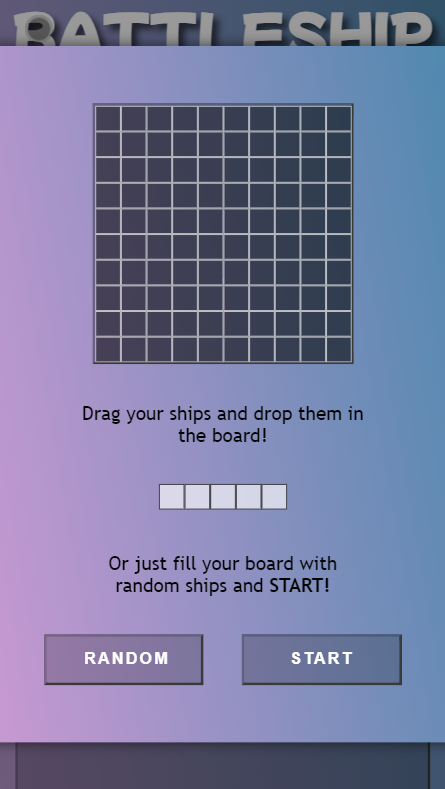 BATTLESHIP
Drag your ships and drop them in
the board!
Or just fill your board with
random ships and START!
RANDOM
START